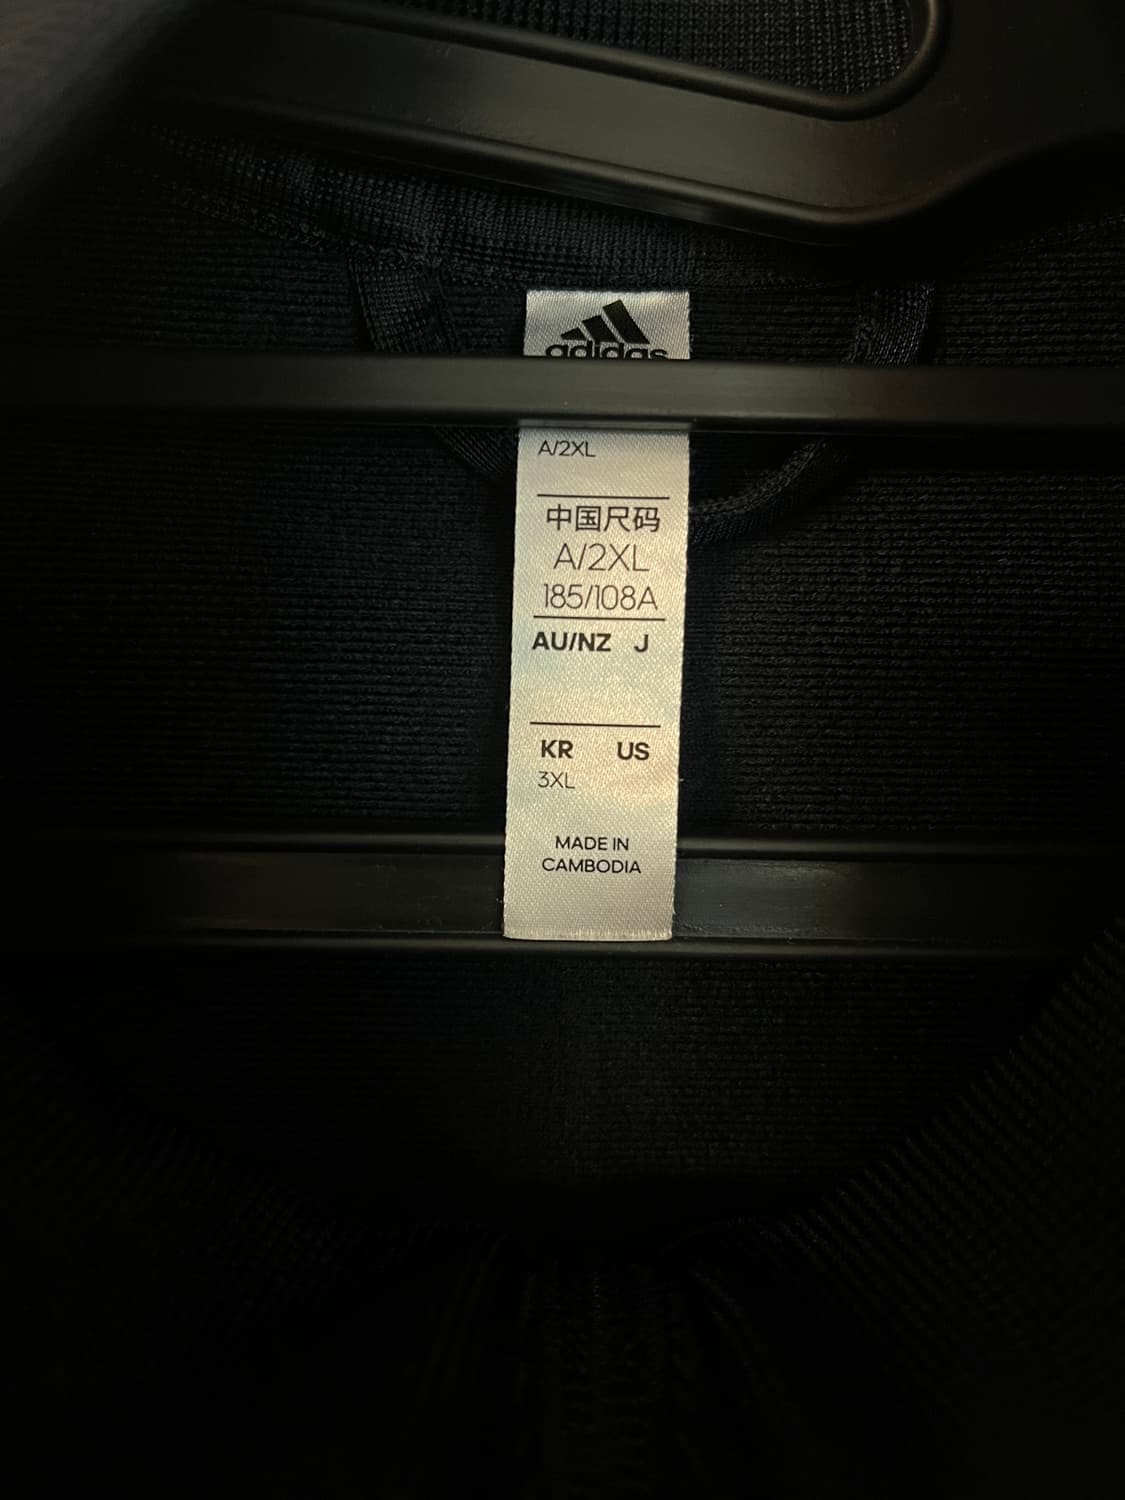 adidas
A/2XL
中国尺码
A/2XL
185/108A
AU/NZ J
KR US
3XL
MADE IN
CAMBODIA